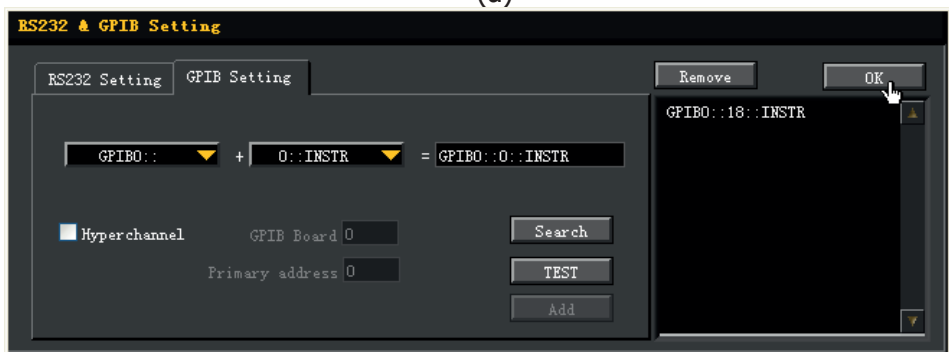 RS232 & GPIB Setting
RS232 Setting GPIB Setting
Remove OK
GPIB0::18::INSTR
GPIB0:: + 0::INSTR = GPIB0::0::INSTR
Hyperchannel GPIB Board 0 Search
Primary address 0 TEST
Add